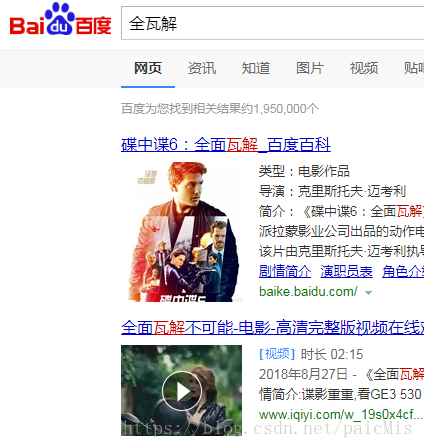 Bai du 百度
全瓦解
网页 资讯 知道 图片 视频 贴吧
百度为您找到相关结果约1,950,000个
碟中谍6：全面瓦解_百度百科
类型：电影作品
导演：克里斯托夫·迈考利
简介：《碟中谍6：全面瓦解
派拉蒙影业公司出品的动作电
该片由克里斯托夫·迈考利执导
剧情简介 演职员表 角色介绍
碟中谍6
baike.baidu.com/
全面瓦解不可能-电影-高清完整版视频在线观
[视频] 时长 02:15
2018年8月27日 - 《全面瓦解
情简介:谍影重重,看GE3 530
www.iqiyi.com/w_19s0x4cf...
https://blog.csdn.net/paicMis